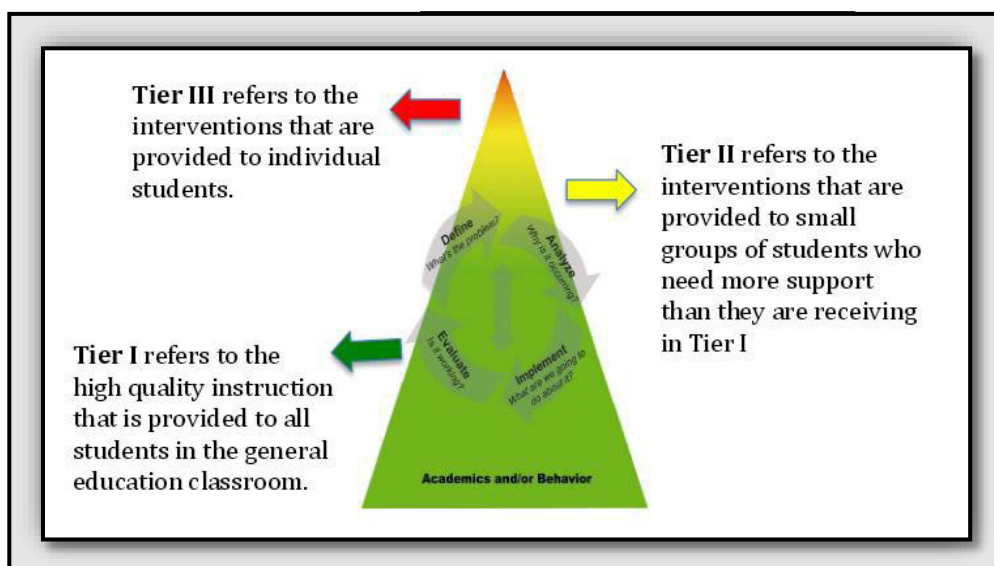 Tier III refers to the
interventions that are
provided to individual
students.
Tier II refers to the
interventions that are
provided to small
groups of students who
need more support
than they are receiving
in Tier I
Define
What's the problem?
Analyze
Why is it occurring?
Implement
What are we going to
do about it?
Evaluate
Is it working?
Tier I refers to the
high quality instruction
that is provided to all
students in the general
education classroom.
Academics and/or Behavior